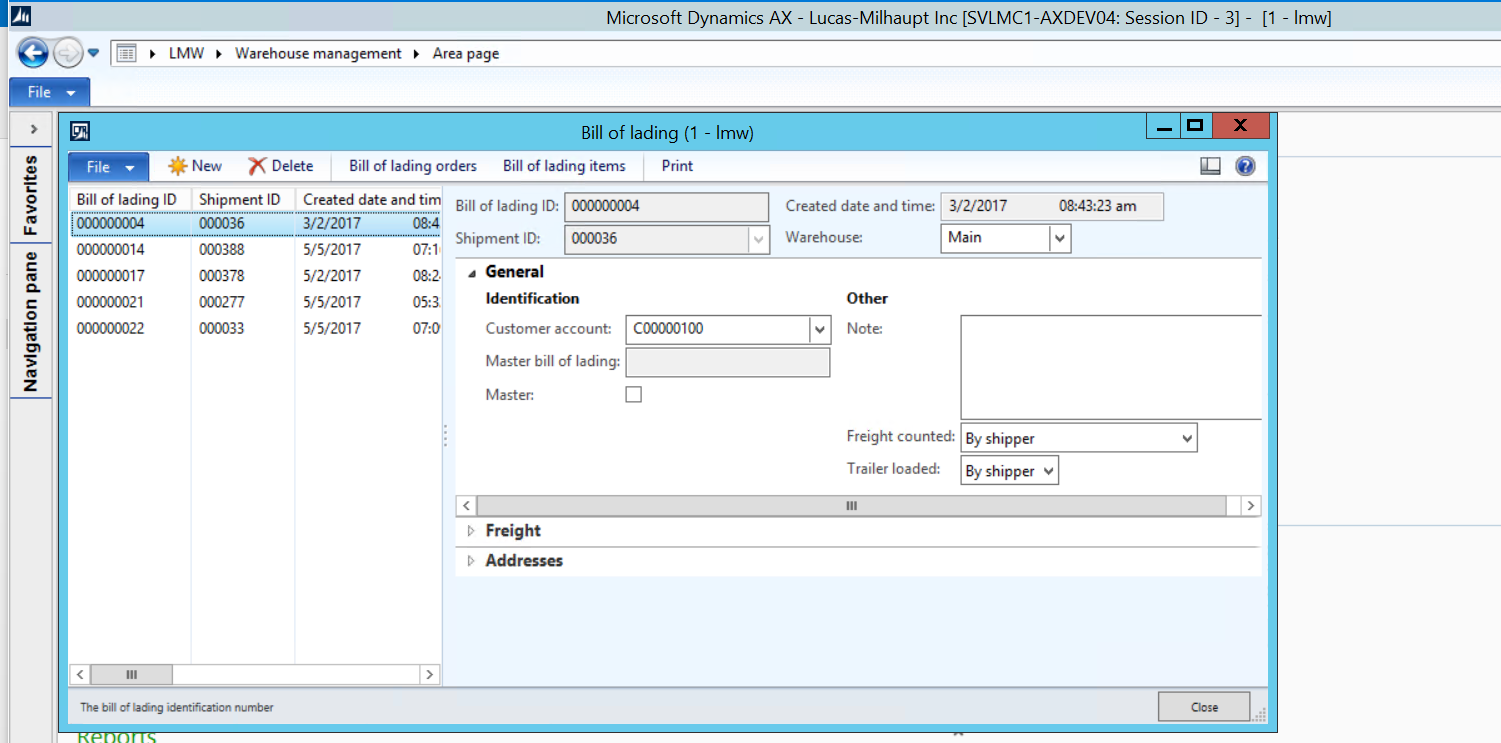 Microsoft Dynamics AX - Lucas-Milhaupt Inc [SVLMC1-AXDEV04: Session ID - 3] - [1 - lmw]
LMW Warehouse management Area page
File
Favorites
Navigation pane
Bill of lading (1 - lmw)
File New Delete Bill of lading orders Bill of lading items Print
Bill of lading ID Shipment ID Created date and tim
000000004 000036 3/2/2017 08:4
000000014 000388 5/5/2017 07:1
000000017 000378 5/2/2017 08:2
000000021 000277 5/5/2017 05:3
000000022 000033 5/5/2017 07:0
Bill of lading ID: 000000004 Created date and time: 3/2/2017 08:43:23 am
Shipment ID: 000036 Warehouse: Main
General
Identification Other
Customer account: C00000100 Note:
Master bill of lading:
Master:
Freight counted: By shipper
Trailer loaded: By shipper
Freight
Addresses
The bill of lading identification number Close
Reports